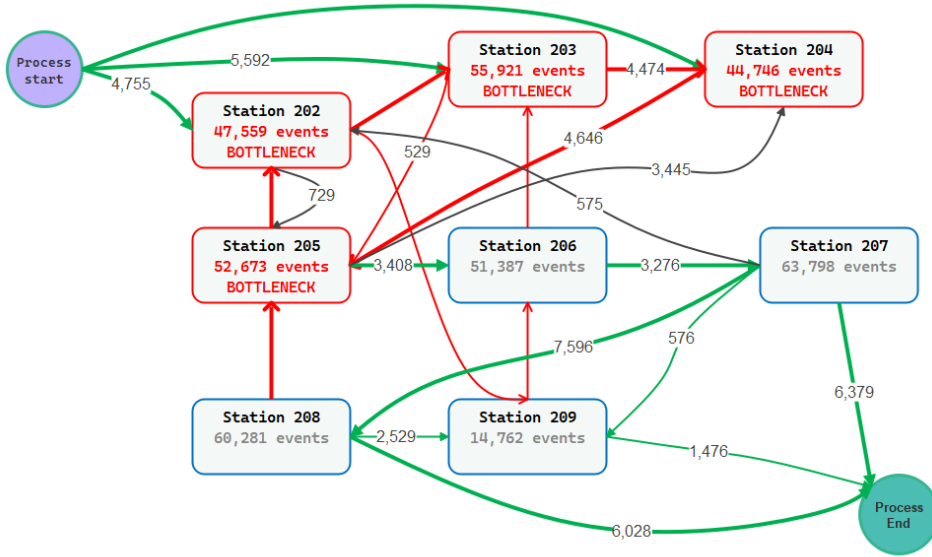 Process
start
5,592
4,755
Station 202
47,559 events
BOTTLENECK
Station 203
55,921 events
BOTTLENECK
4,474
Station 204
44,746 events
BOTTLENECK
529
4,646
3,445
729
575
Station 205
52,673 events
BOTTLENECK
3,408
Station 206
51,387 events
3,276
Station 207
63,798 events
7,596
576
6,379
Station 208
60,281 events
2,529
Station 209
14,762 events
1,476
6,028
Process
End